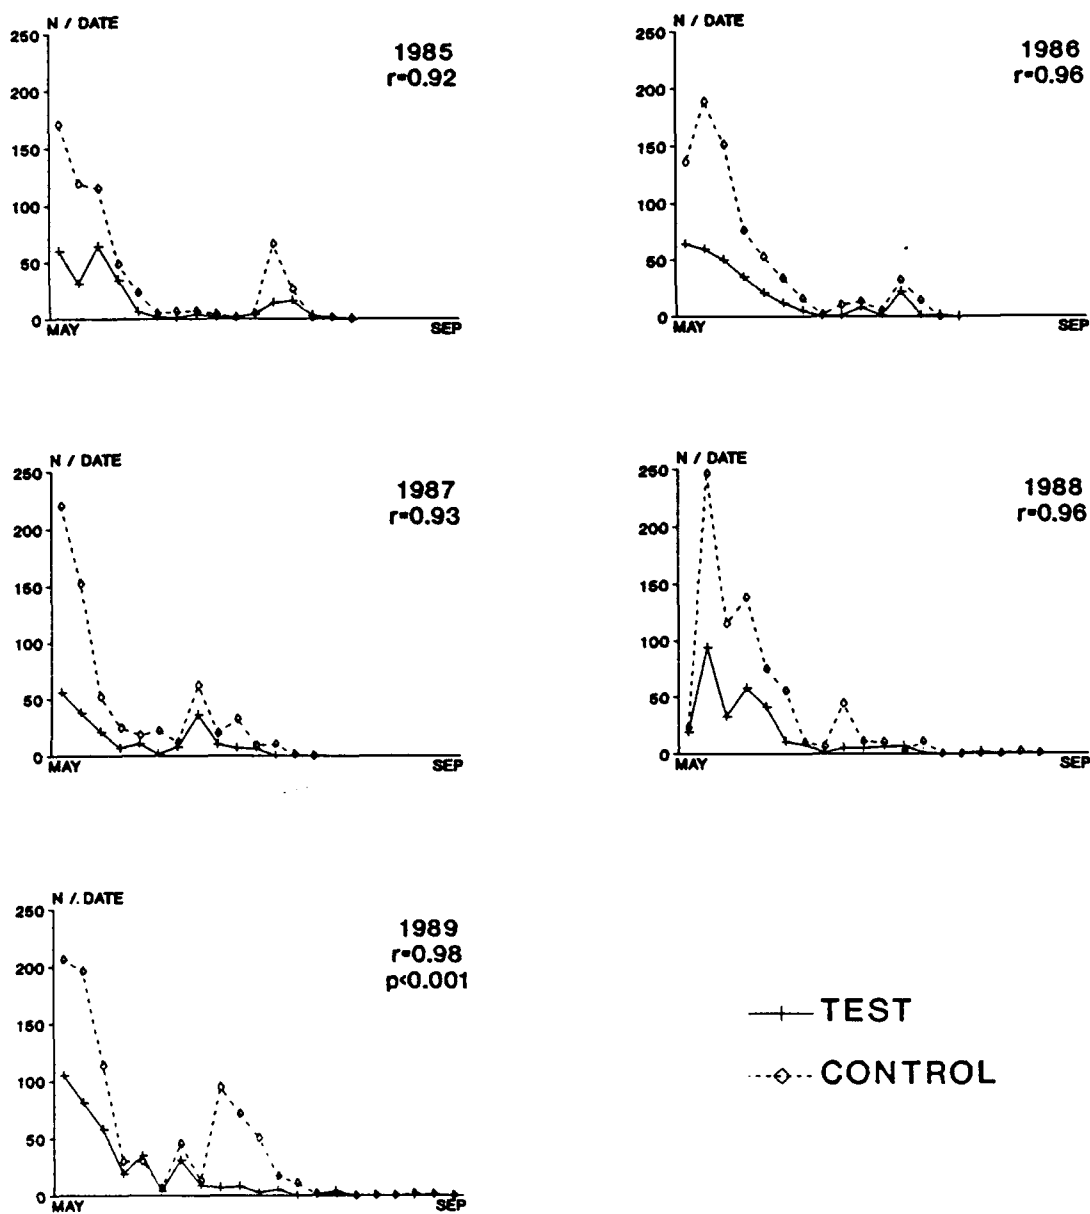 N / DATE
1985
r=0.92
250
200
150
100
50
0
MAY
SEP
N / DATE
1986
r=0.96
250
200
150
100
50
0
MAY
SEP
N / DATE
1987
r=0.93
250
200
150
100
50
0
MAY
SEP
N / DATE
1988
r=0.96
250
200
150
100
50
0
MAY
SEP
N /. DATE
1989
r=0.98
p<0.001
250
200
150
100
50
0
MAY
SEP
TEST
CONTROL